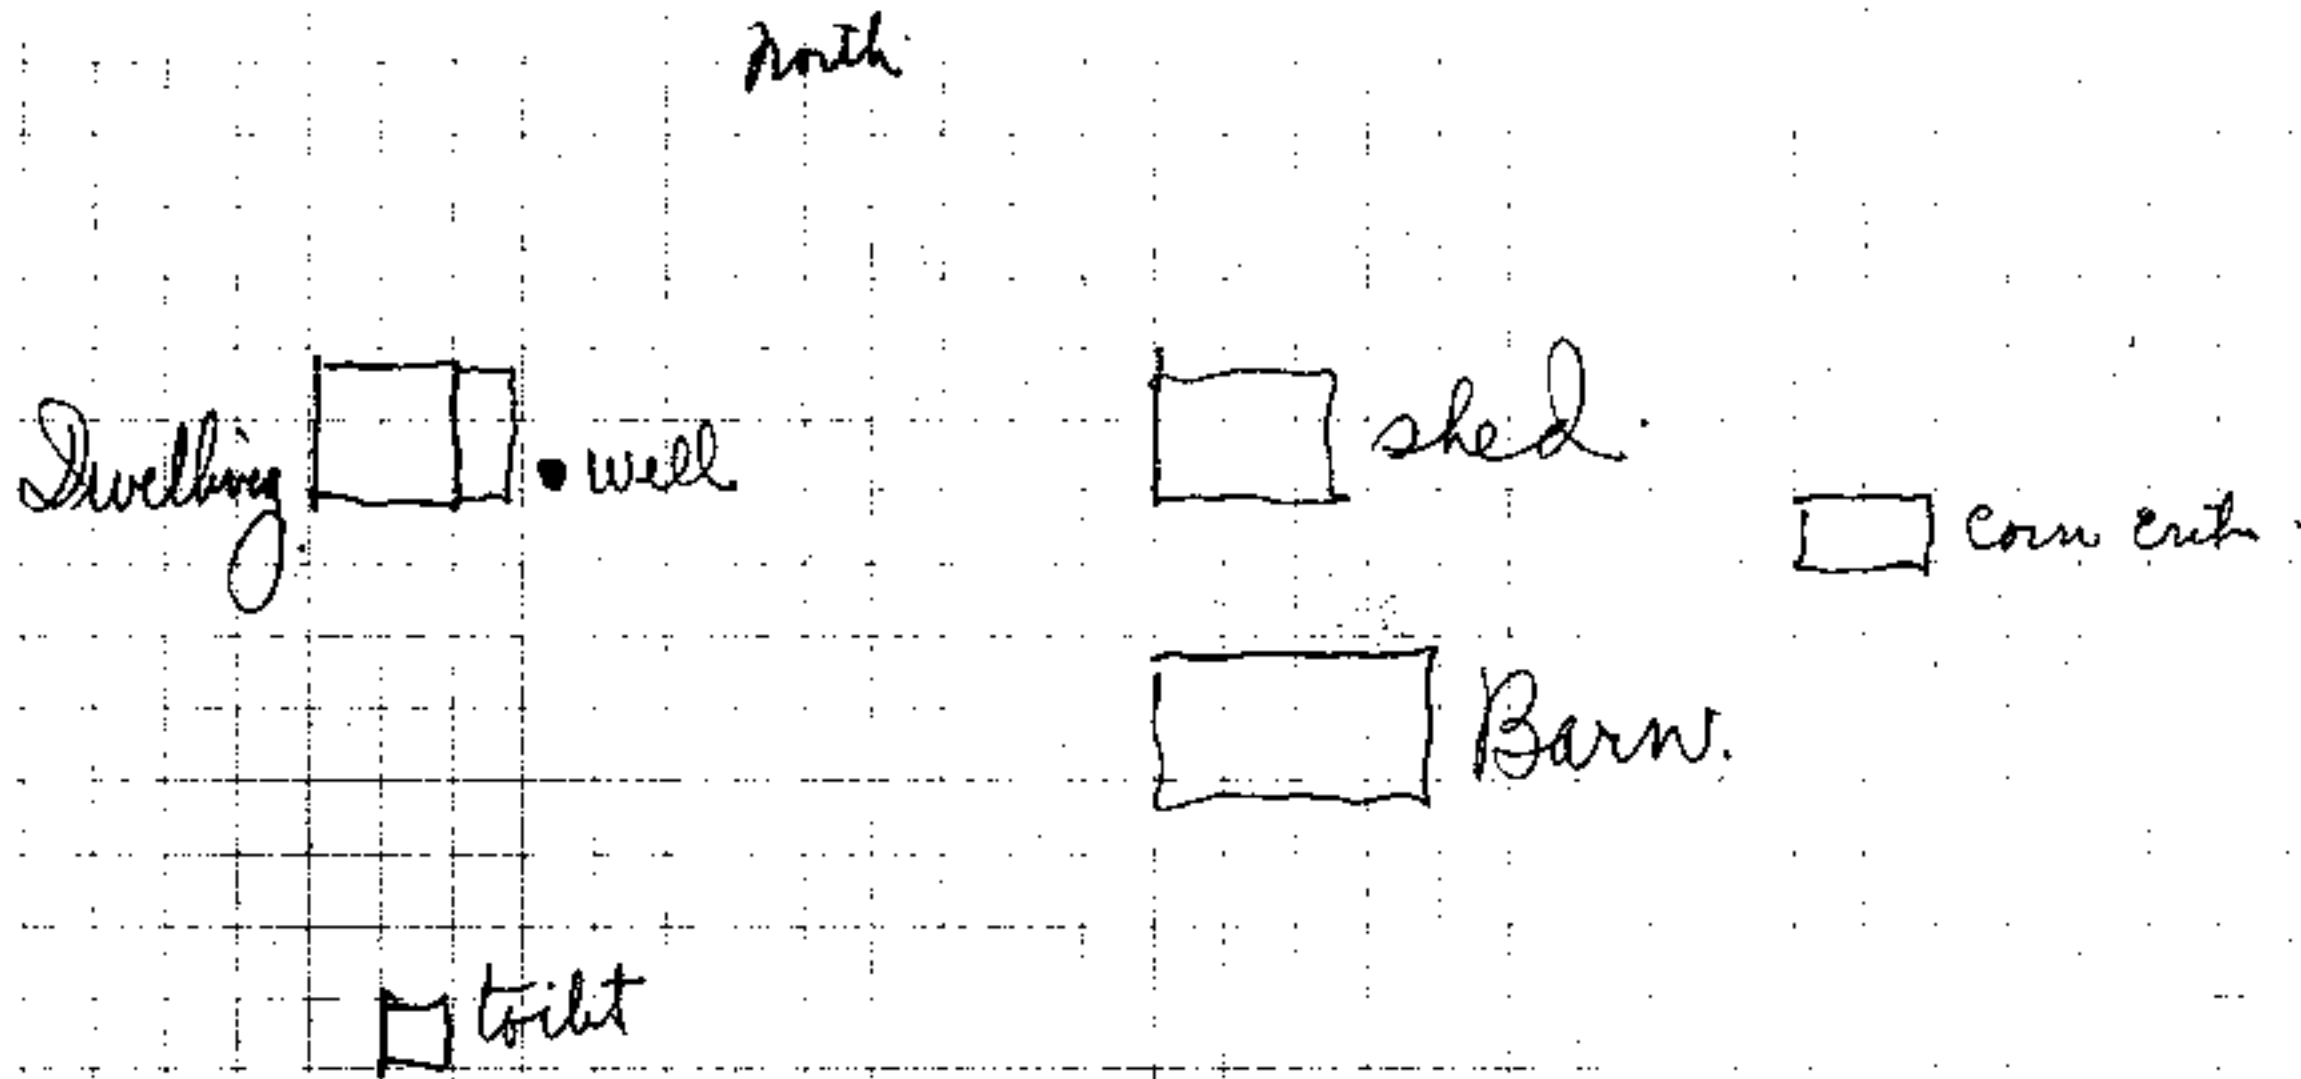 North
Dwelling.
well
shed.
Corn Crib.
Barn.
toilet